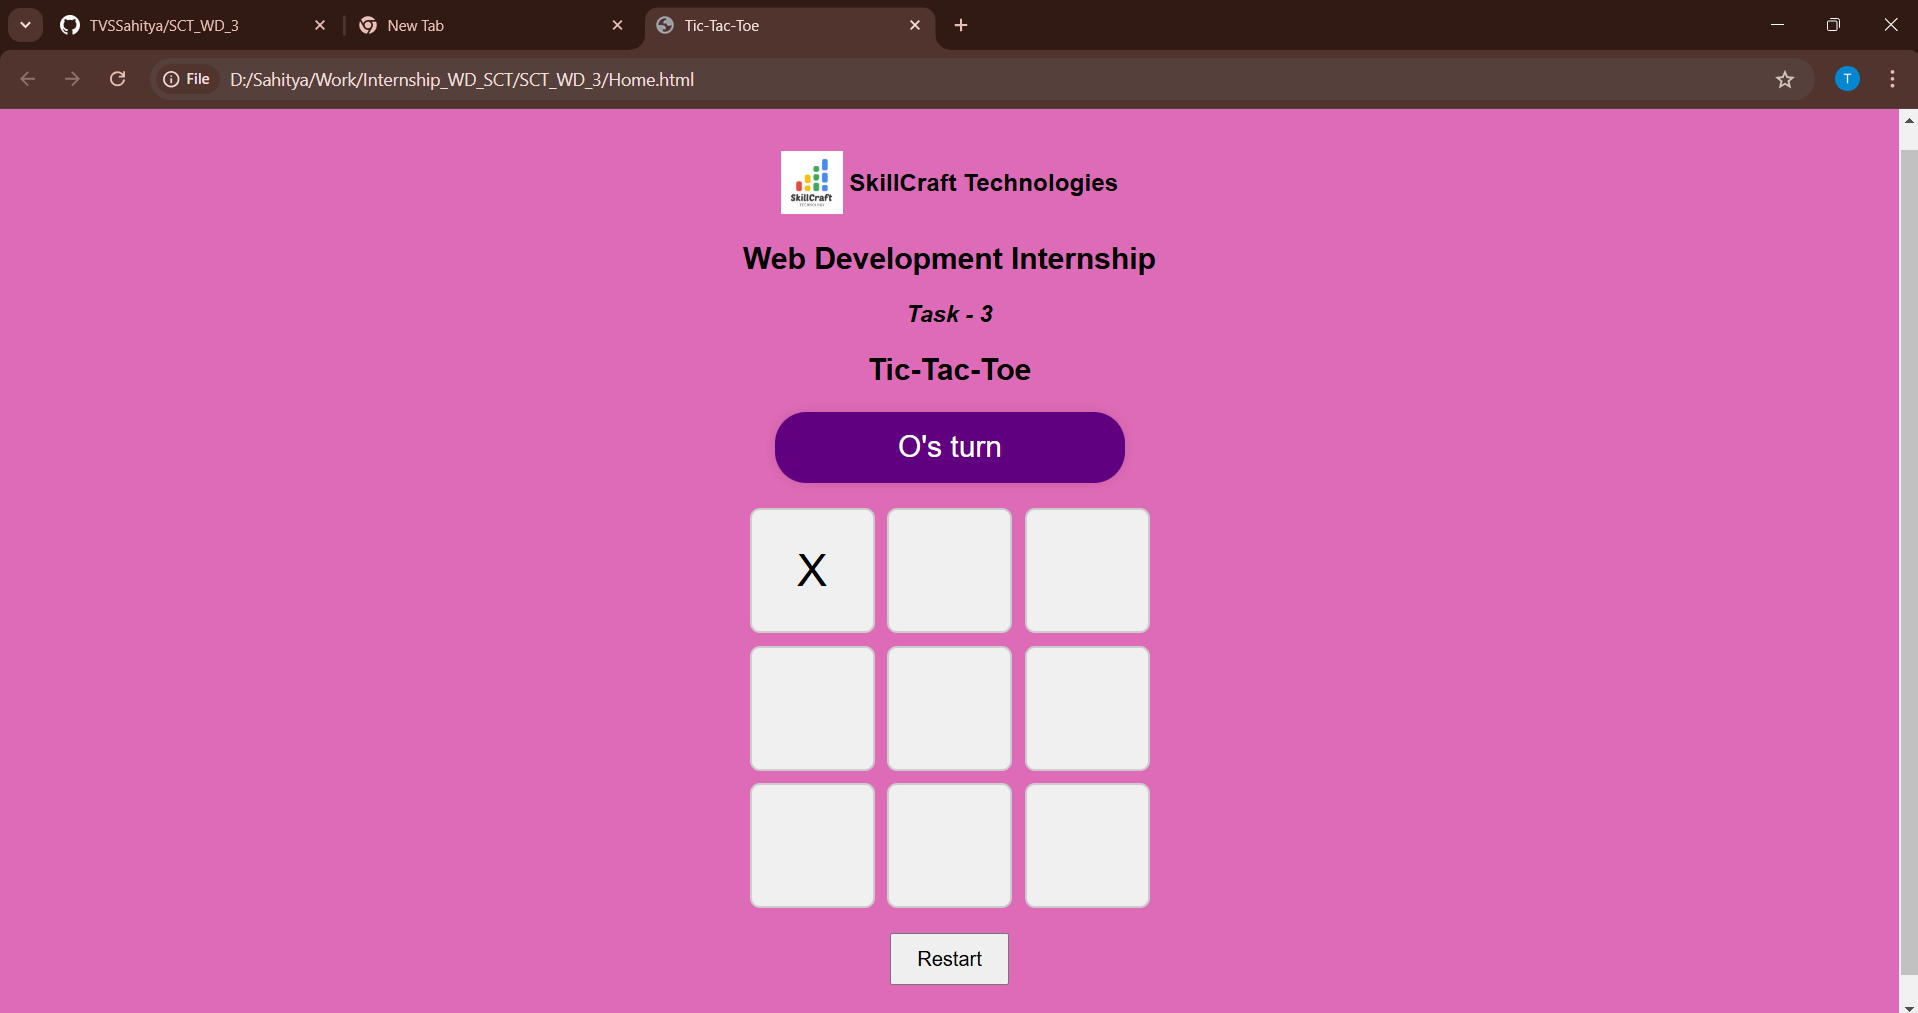 TVSSahitya/SCT_WD_3
New Tab
Tic-Tac-Toe
File
D:/Sahitya/Work/Internship_WD_SCT/SCT_WD_3/Home.html
T
SkillCraft
TECHNOLOGY
SkillCraft Technologies
Web Development Internship
Task - 3
Tic-Tac-Toe
O's turn
X
Restart